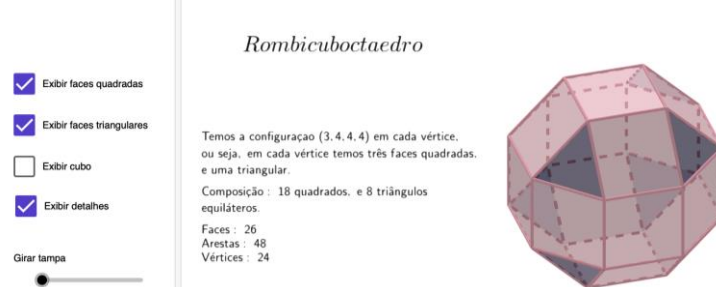 Rombicuboctaedro
Exibir faces quadradas
Exibir faces triangulares
Exibir cubo
Exibir detalhes
Girar tampa
Temos a configuraçao (3, 4, 4, 4) em cada vértice,
ou seja, em cada vértice temos três faces quadradas,
e uma triangular.
Composição : 18 quadrados, e 8 triângulos
equiláteros.
Faces : 26
Arestas : 48
Vértices : 24